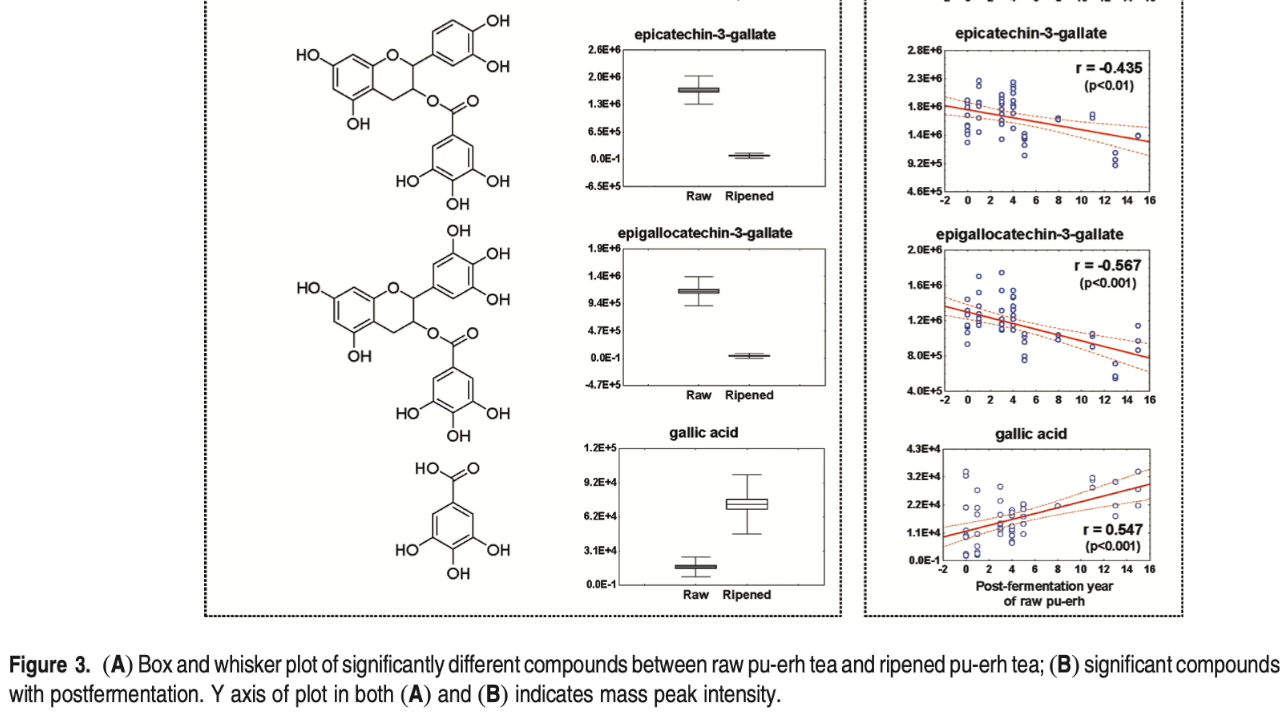 epicatechin-3-gallate
2.6E+6
2.0E+6
1.3E+6
6.5E+5
0.0E-1
-6.5E+5
Raw Ripened
epicatechin-3-gallate
2.8E+6
2.3E+6
1.8E+6
1.4E+6
9.2E+5
4.6E+5
r = -0.435
(p<0.01)
-2 0 2 4 6 8 10 12 14 16
OH
OH
HO
O
O
O
OH
HO
OH
OH
epigallocatechin-3-gallate
1.9E+6
1.4E+6
9.4E+5
4.7E+5
0.0E-1
-4.7E+5
Raw Ripened
epigallocatechin-3-gallate
2.0E+6
1.6E+6
1.2E+6
8.0E+5
4.0E+5
r = -0.567
(p<0.001)
-2 0 2 4 6 8 10 12 14 16
OH
OH
HO
O
OH
O
O
OH
HO
OH
OH
gallic acid
1.2E+5
9.2E+4
6.2E+4
3.1E+4
0.0E-1
Raw Ripened
gallic acid
4.3E+4
3.2E+4
2.2E+4
1.1E+4
0.0E-1
r = 0.547
(p<0.001)
-2 0 2 4 6 8 10 12 14 16
Post-fermentation year
of raw pu-erh
HO
O
HO
OH
OH
Figure 3. (A) Box and whisker plot of significantly different compounds between raw pu-erh tea and ripened pu-erh tea; (B) significant compounds
with postfermentation. Y axis of plot in both (A) and (B) indicates mass peak intensity.